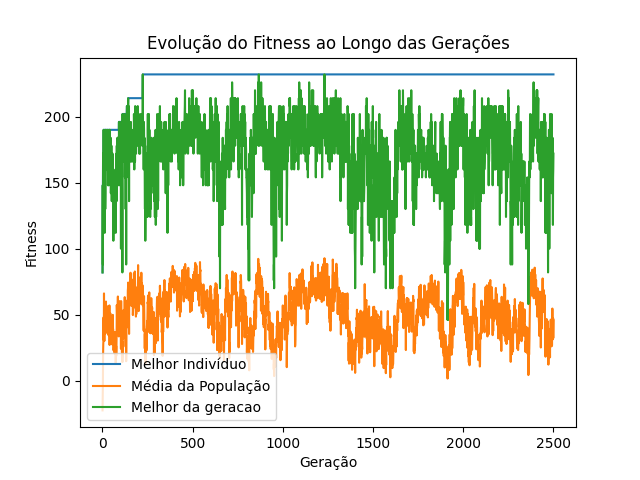 Evolução do Fitness ao Longo das Gerações
Fitness
200
150
100
50
0
Melhor Indivíduo
Média da População
Melhor da geracao
0 500 1000 1500 2000 2500
Geração